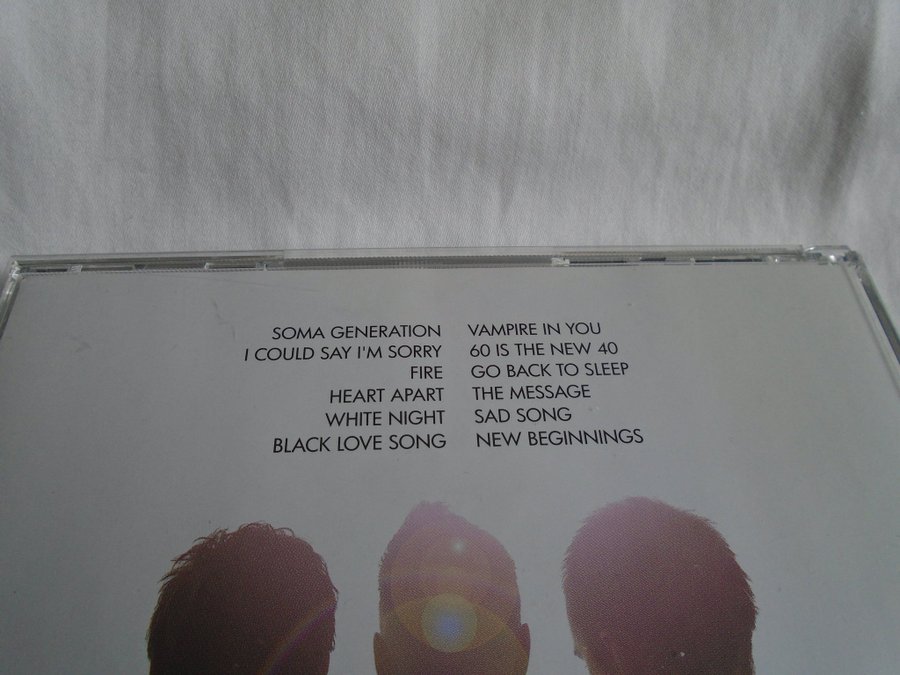 SOMA GENERATION
I COULD SAY I'M SORRY
FIRE
HEART APART
WHITE NIGHT
BLACK LOVE SONG
VAMPIRE IN YOU
60 IS THE NEW 40
GO BACK TO SLEEP
THE MESSAGE
SAD SONG
NEW BEGINNINGS